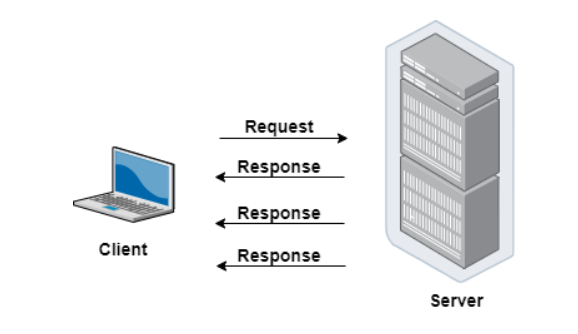 Request
Response
Response
Response
Client
Server